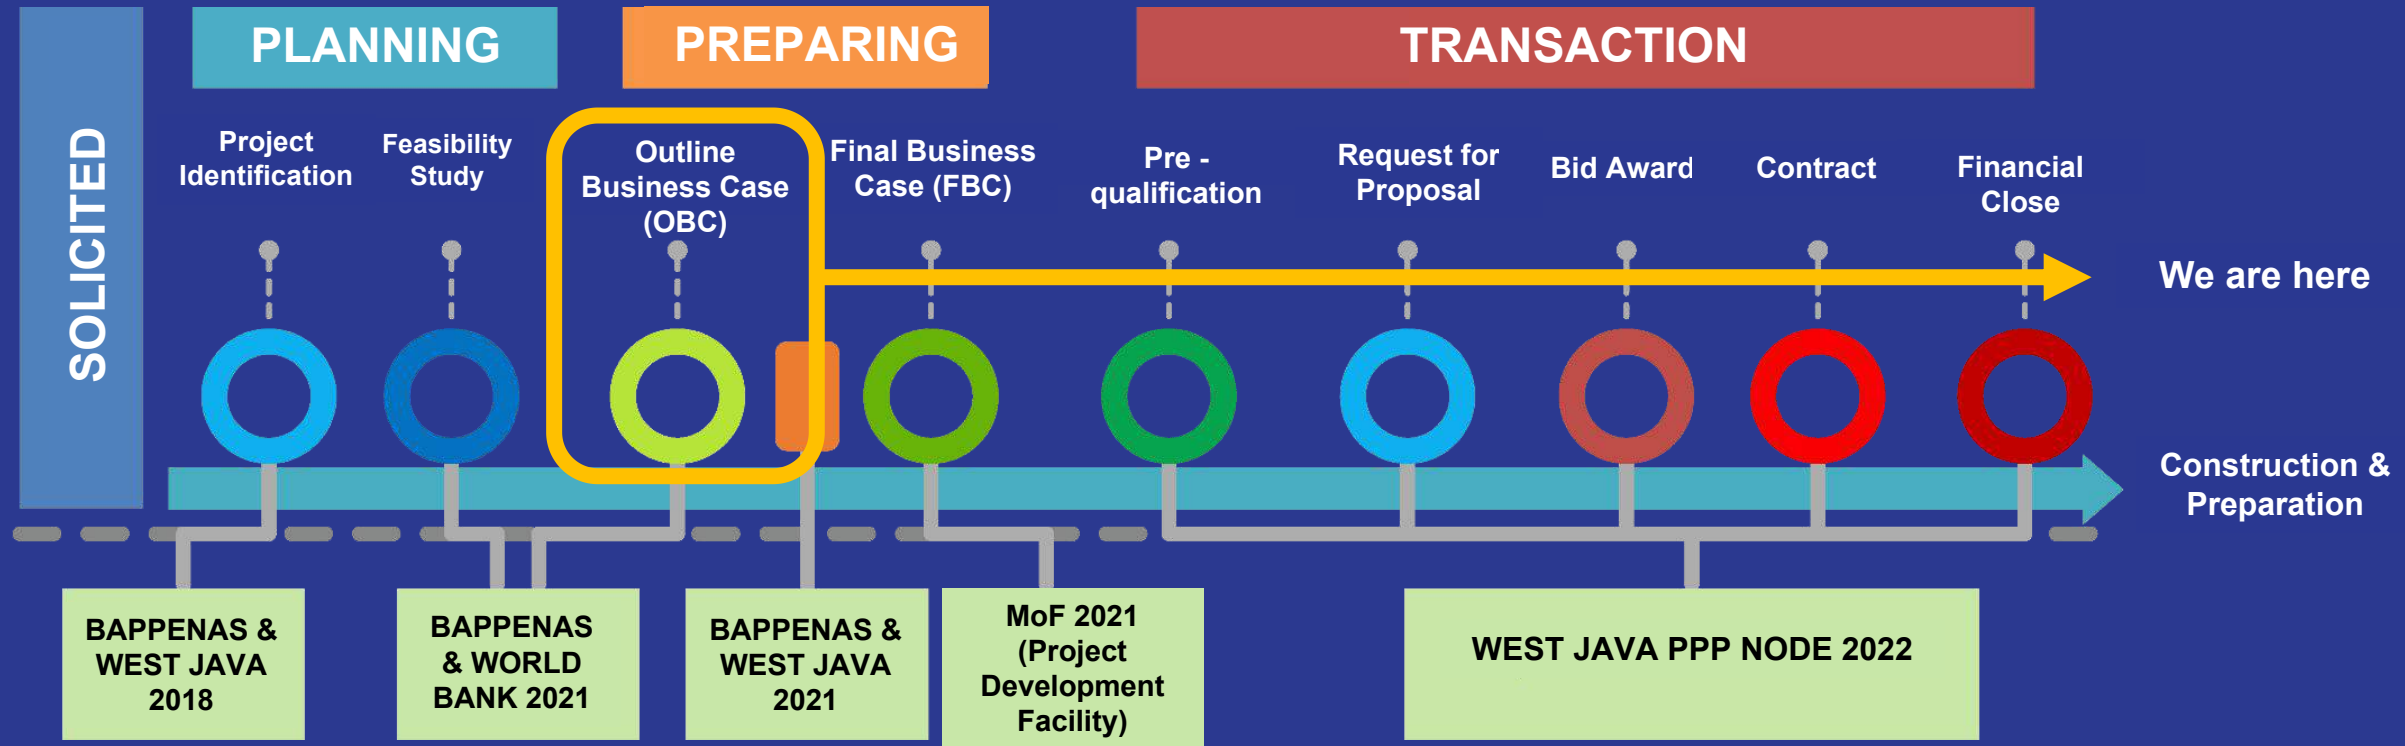 PLANNING
PREPARING
TRANSACTION
SOLICITED
Project
Identification
Feasibility
Study
Outline
Business Case
(OBC)
Final Business
Case (FBC)
Pre -
qualification
Request for
Proposal
Bid Award
Contract
Financial
Close
We are here
Construction &
Preparation
BAPPENAS &
WEST JAVA
2018
BAPPENAS
& WORLD
BANK 2021
BAPPENAS &
WEST JAVA
2021
MoF 2021
(Project
Development
Facility)
WEST JAVA PPP NODE 2022